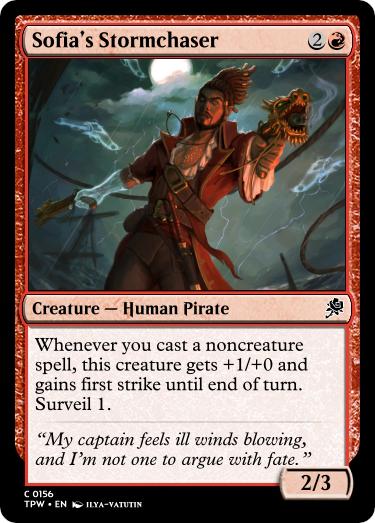 Sofia's Stormchaser 2
Creature — Human Pirate
Whenever you cast a noncreature
spell, this creature gets +1/+0 and
gains first strike until end of turn.
Surveil 1.
“My captain feels ill winds blowing,
and I'm not one to argue with fate.”
2/3
C 0156
TPW • EN ILYA-VATUTIN